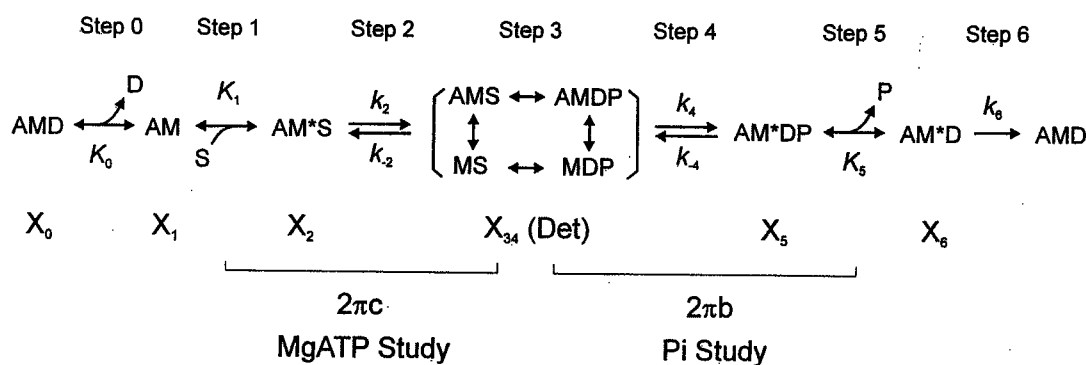 Step 0 Step 1 Step 2 Step 3 Step 4 Step 5 Step 6
D K₁ k₂ AMS AMDP k₄ P k₆
AMD AM AM*S AM*DP AM*D AMD
K₀ S k₋₂ MS MDP k₋₄ K₅
X₀ X₁ X₂ X₃₄ (Det) X₅ X₆
2πc 2πb
MgATP Study Pi Study